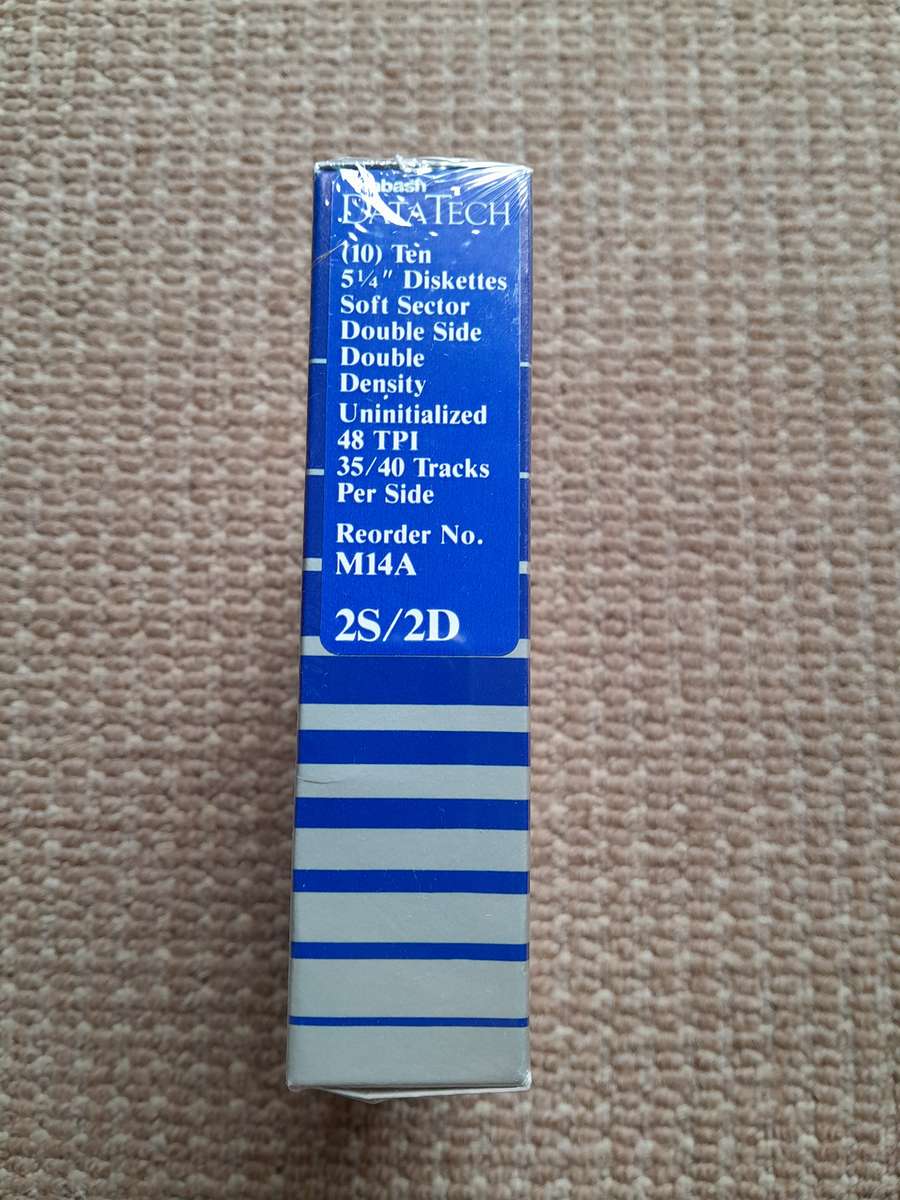 Wabash
DATATECH
(10) Ten
5¼" Diskettes
Soft Sector
Double Side
Double
Density
Uninitialized
48 TPI
35/40 Tracks
Per Side
Reorder No.
M14A
2S/2D